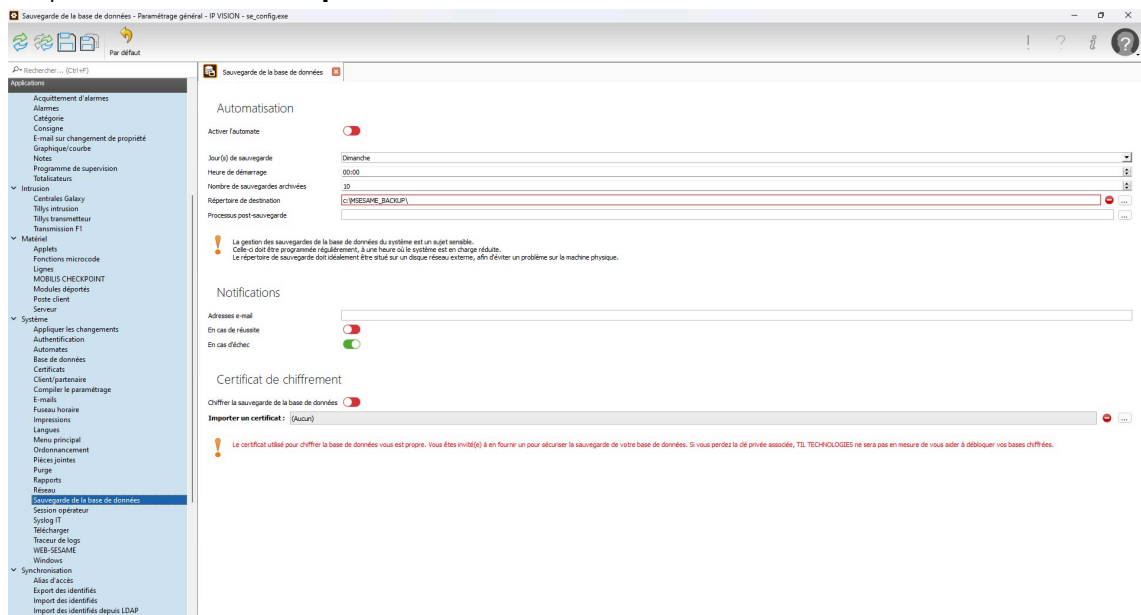 Sauvegarde de la base de données - Paramétrage général - IP VISION - se_config.exe
Par défaut
Rechercher... (Ctrl+F)
Applications
Acquittement d'alarmes
Alarmes
Catégorie
Consigne
E-mail sur changement de propriété
Graphique/courbe
Notes
Programme de supervision
Totalisateurs
Intrusion
Centrales Galaxy
Tillys intrusion
Tillys transmetteur
Transmission F1
Matériel
Applets
Fonctions microcode
Lignes
MOBILIS CHECKPOINT
Modules déportés
Poste client
Serveur
Système
Appliquer les changements
Authentification
Automates
Base de données
Certificats
Client/partenaire
Compiler le paramétrage
E-mails
Fuseau horaire
Impressions
Langues
Menu principal
Ordonnancement
Pièces jointes
Purge
Rapports
Réseau
Sauvegarde de la base de données
Session opérateur
Syslog IT
Télécharger
Traceur de logs
WEB-SESAME
Windows
Synchronisation
Alias d'accès
Export des identifiés
Import des identifiés
Import des identifiés depuis LDAP
Sauvegarde de la base de données
Automatisation
Activer l'automate
Jour(s) de sauvegarde Dimanche
Heure de démarrage 00:00
Nombre de sauvegardes archivées 10
Répertoire de destination c:\MSESAME_BACKUP\ ...
Processus post-sauvegarde ...
La gestion des sauvegardes de la base de données du système est un sujet sensible.
Celle-ci doit être programmée régulièrement, à une heure où le système est en charge réduite.
Le répertoire de sauvegarde doit idéalement être situé sur un disque réseau externe, afin d'éviter un problème sur la machine physique.
Notifications
Adresses e-mail
En cas de réussite
En cas d'échec
Certificat de chiffrement
Chiffrer la sauvegarde de la base de données
Importer un certificat : (Aucun) ...
Le certificat utilisé pour chiffrer la base de données vous est propre. Vous êtes invité(e) à en fournir un pour sécuriser la sauvegarde de votre base de données. Si vous perdez la clé privée associée, TIL TECHNOLOGIES ne sera pas en mesure de vous aider à débloquer vos bases chiffrées.